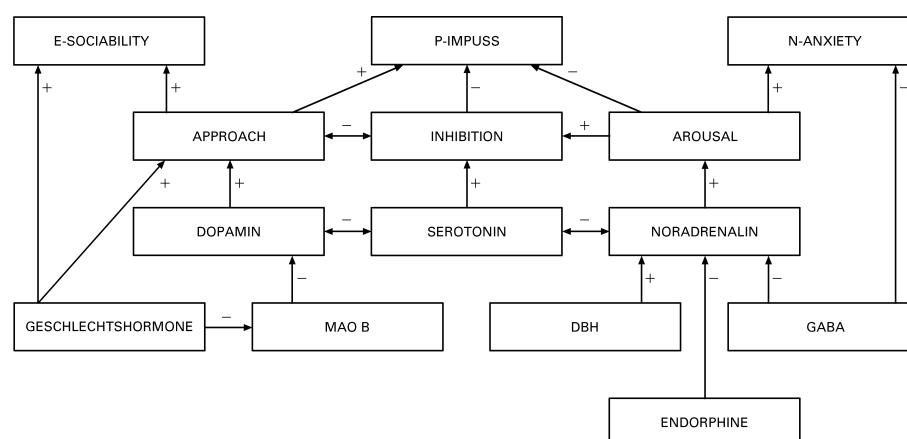 E-SOCIABILITY
P-IMPUSS
N-ANXIETY
+
+
+
−
−
+
−
APPROACH
−
INHIBITION
+
AROUSAL
+
+
+
+
DOPAMIN
−
SEROTONIN
−
NORADRENALIN
−
+
−
−
GESCHLECHTSHORMONE
−
MAO B
DBH
GABA
ENDORPHINE